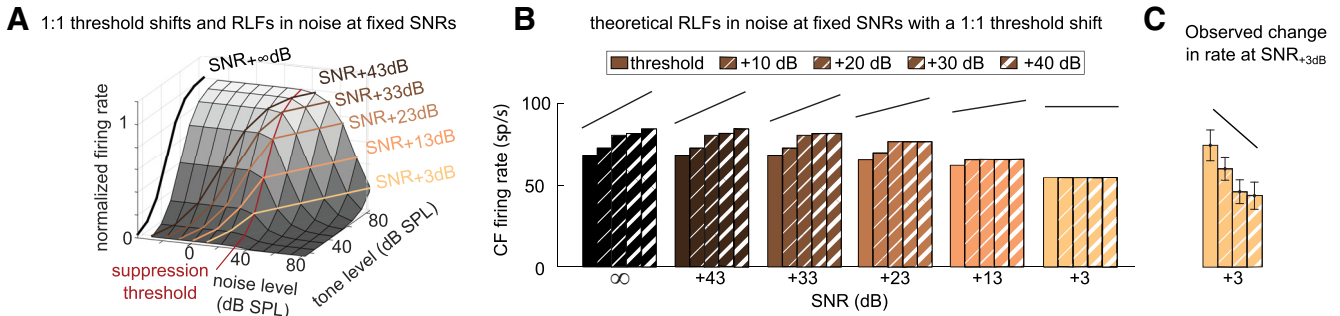 A
1:1 threshold shifts and RLFs in noise at fixed SNRs
SNR+∞dB
SNR+43dB
SNR+33dB
SNR+23dB
SNR+13dB
SNR+3dB
normalized firing rate
1
0
0
40
80
80
40
0
suppression
threshold
noise level
(dB SPL)
tone level (dB SPL)
B
theoretical RLFs in noise at fixed SNRs with a 1:1 threshold shift
threshold +10 dB +20 dB +30 dB +40 dB
CF firing rate (sp/s)
100
50
0
∞ +43 +33 +23 +13 +3
SNR (dB)
C
Observed change
in rate at SNR+3dB
+3